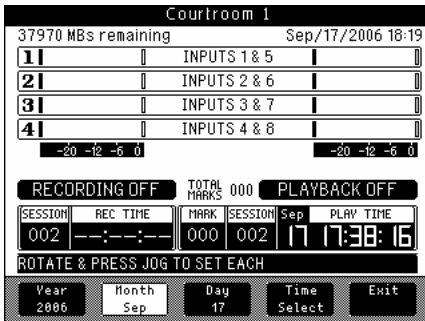 Courtroom 1
37970 MBs remaining Sep/17/2006 18:19
1 INPUTS 1 & 5
2 INPUTS 2 & 6
3 INPUTS 3 & 7
4 INPUTS 4 & 8
-20 -12 -6 0 -20 -12 -6 0
RECORDING OFF TOTAL MARKS 000 PLAYBACK OFF
SESSION REC TIME MARK SESSION Sep PLAY TIME
002 --:--:-- 000 002 17 17:38:16
ROTATE & PRESS JOG TO SET EACH
Year Month Day Time Exit
2006 Sep 17 Select